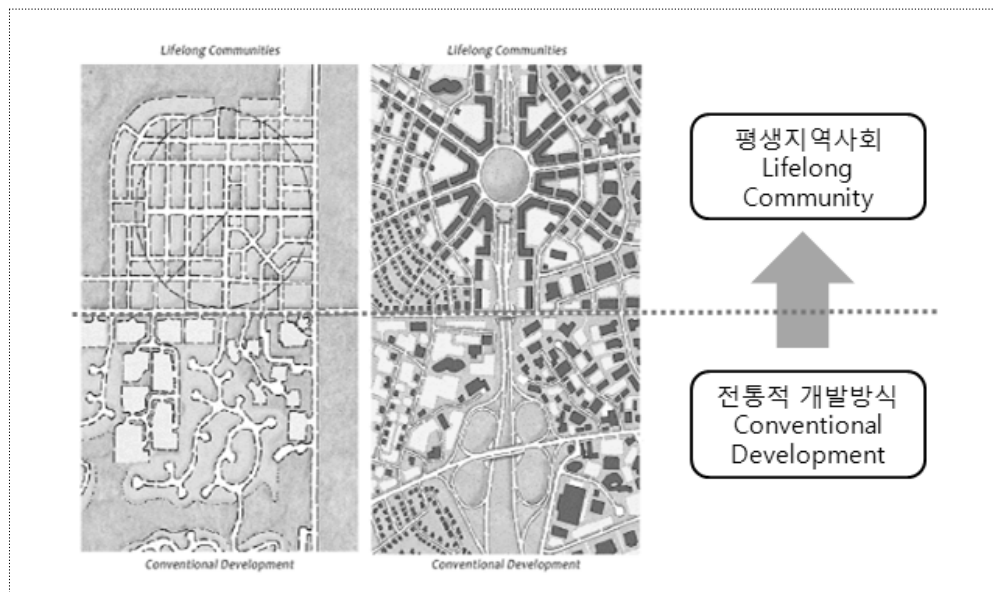 Lifelong Communities
Lifelong Communities
평생지역사회
Lifelong
Community
전통적 개발방식
Conventional
Development
Conventional Development
Conventional Development